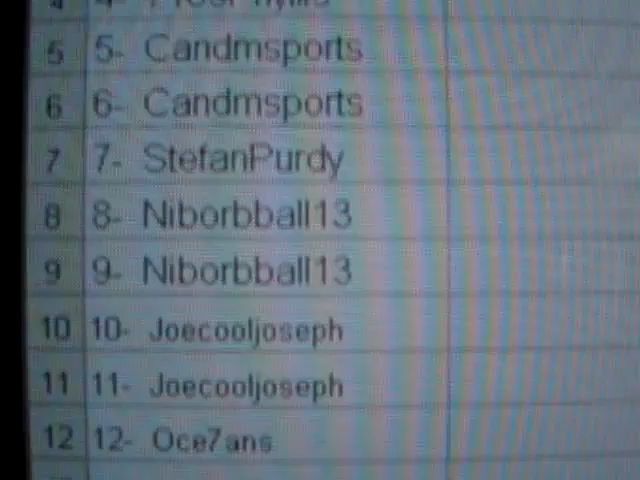 5 5- Candmsports
6 6- Candmsports
7 7- StefanPurdy
8 8- Niborbball13
9 9- Niborbball13
10 10- Joecooljoseph
11 11- Joecooljoseph
12 12- Oce7ans